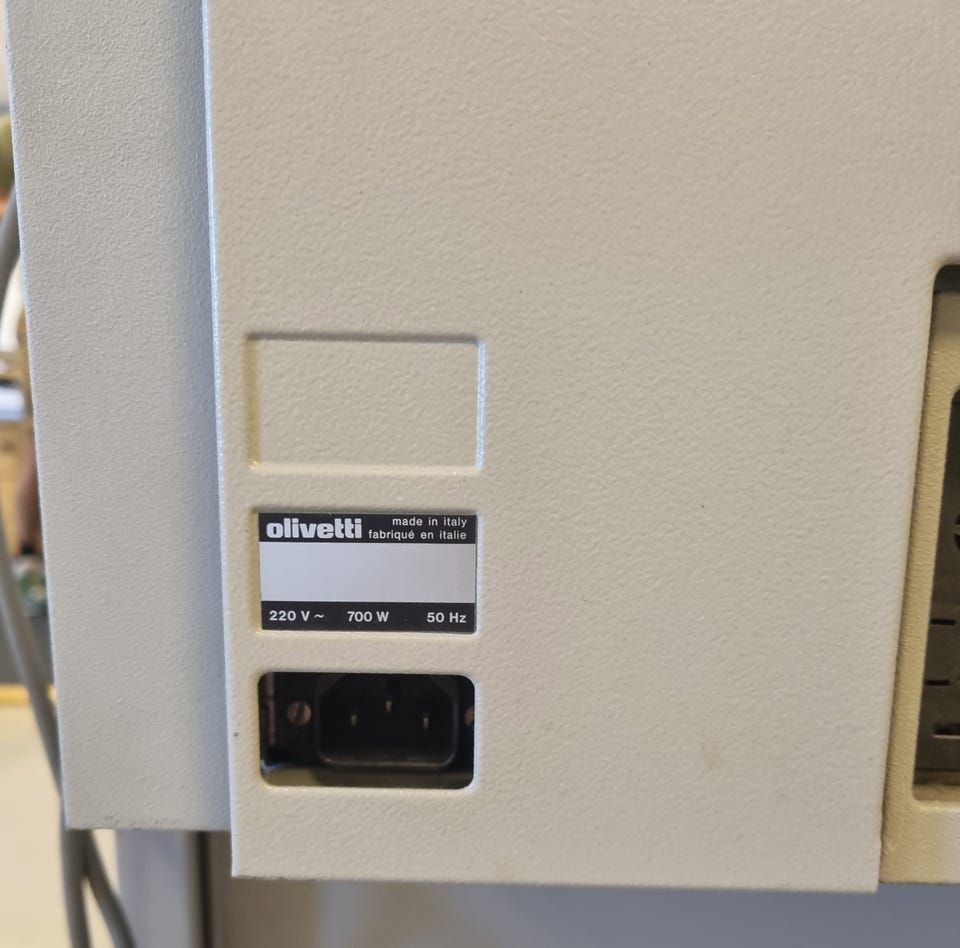 olivetti made in italy
fabriqué en italie
220 V ~ 700 W 50 Hz